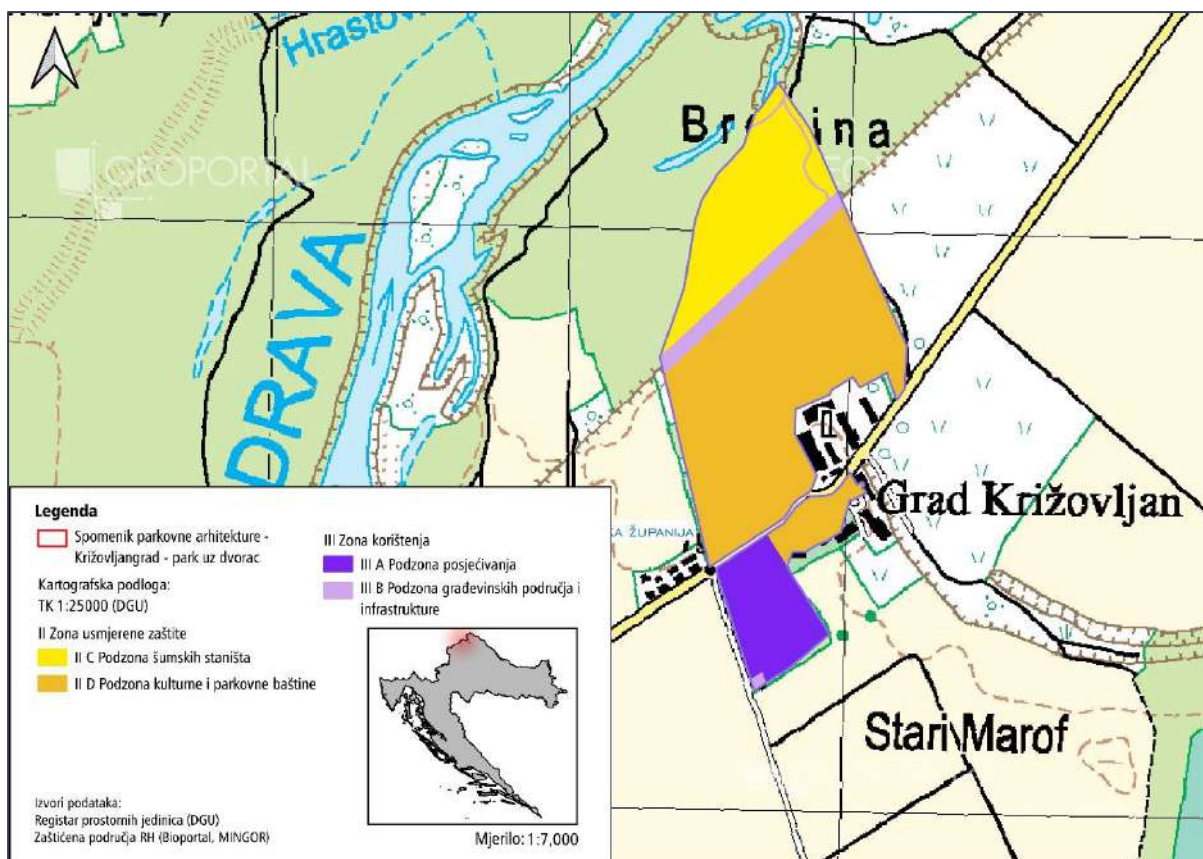 Hrastov
GEOPORTAL
DRAVA
Grad Križovljan
Stari Marof
KA ŽUPANIJA
Legenda
Spomenik parkovne arhitekture -
Križovljangrad - park uz dvorac
Kartografska podloga:
TK 1:25000 (DGU)
II Zona usmjerene zaštite
II C Podzona šumskih staništa
II D Podzona kulturne i parkovne baštine
III Zona korištenja
III A Podzona posjećivanja
III B Podzona građevinskih područja i
infrastrukture
Izvori podataka:
Registar prostornih jedinica (DGU)
Zaštićena područja RH (Bioportal, MINGOR)
Mjerilo: 1:7,000